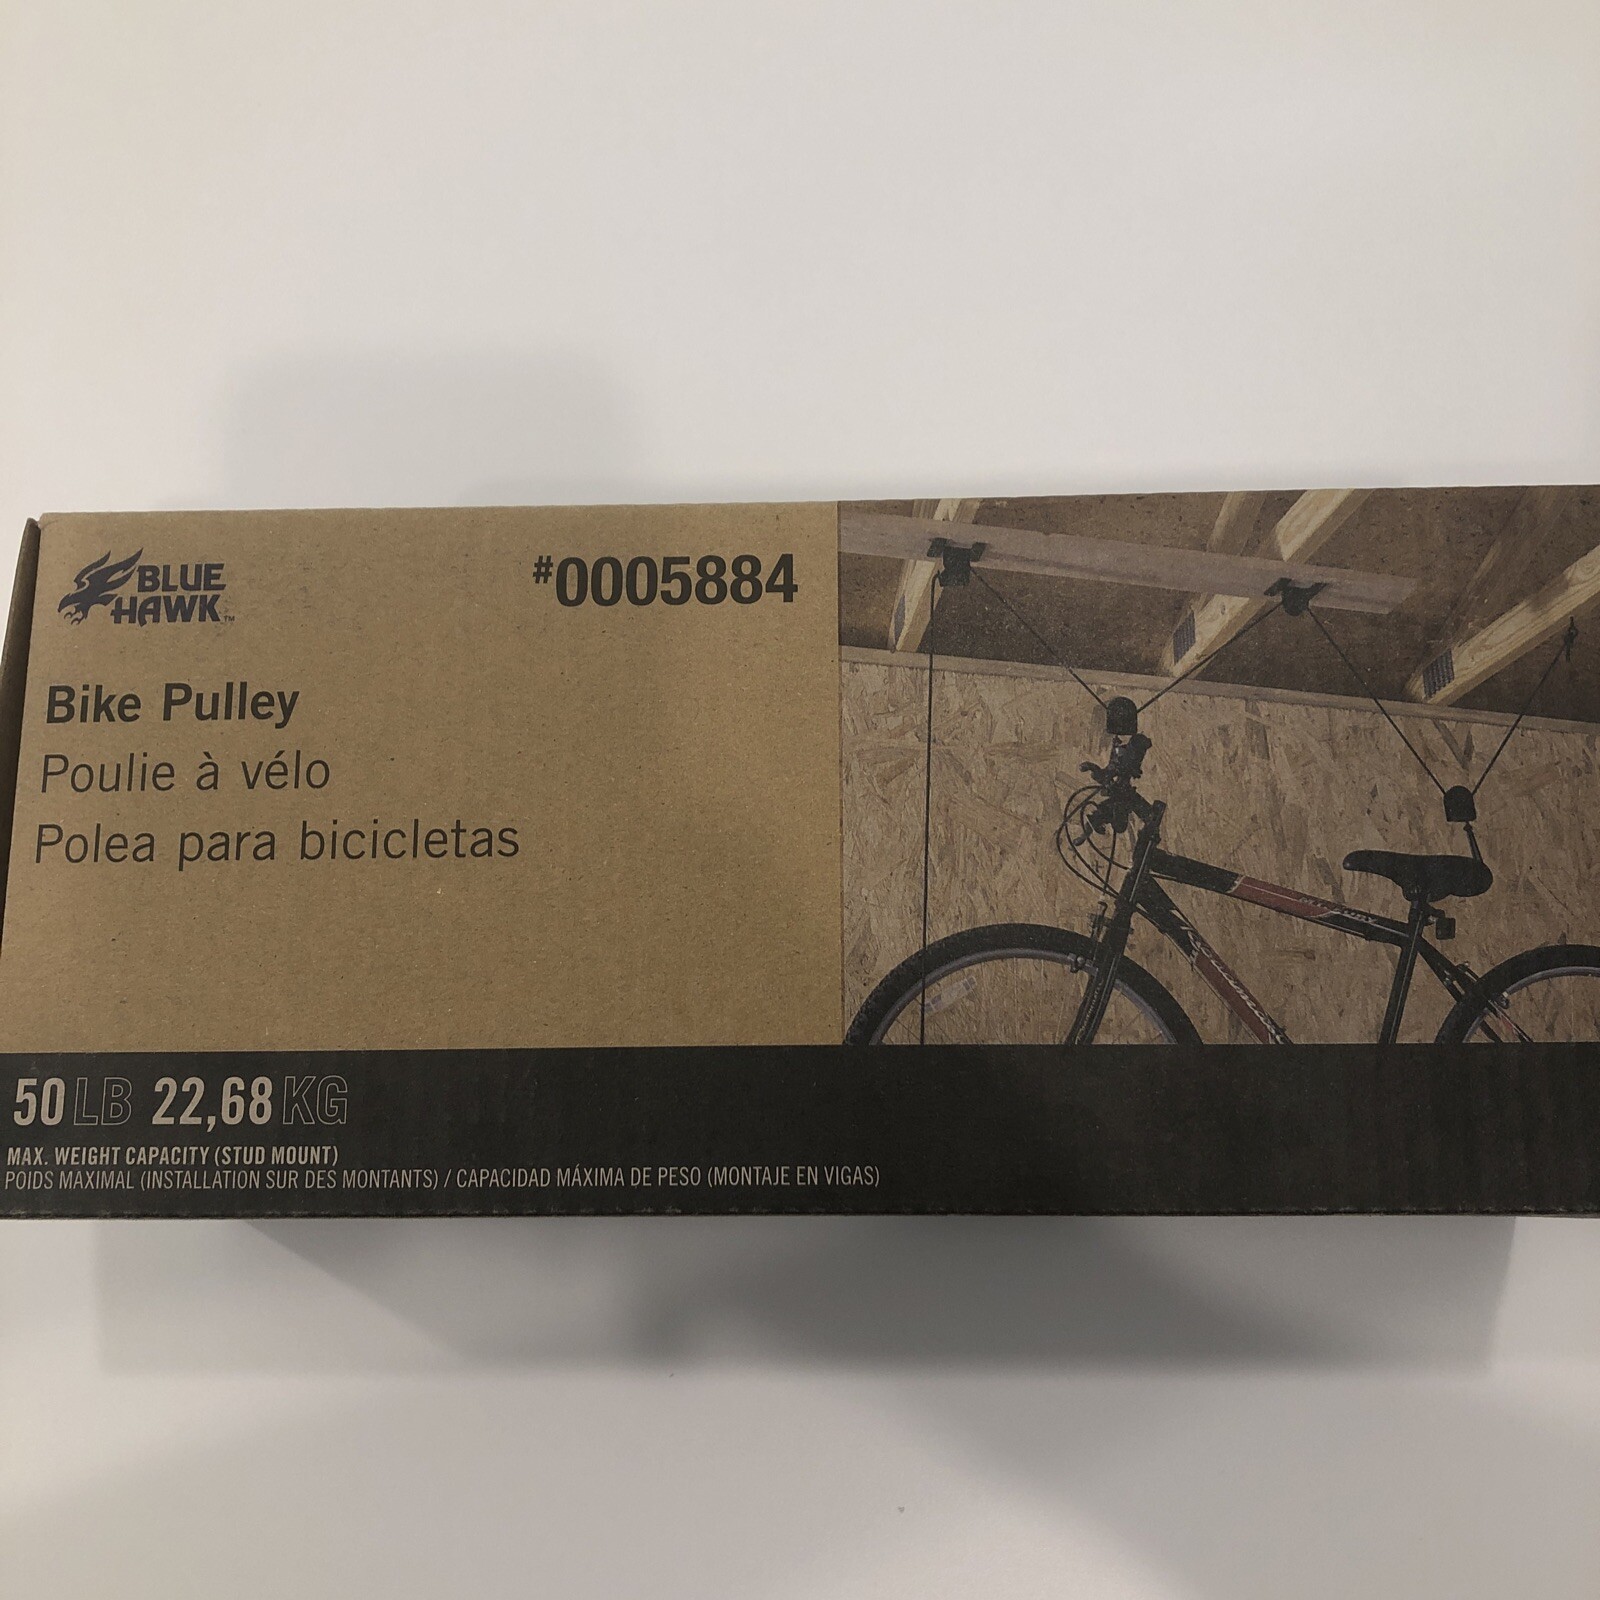 BLUE
HAWK™
#0005884
Bike Pulley
Poulie à vélo
Polea para bicicletas
50 LB 22,68 KG
MAX. WEIGHT CAPACITY (STUD MOUNT)
POIDS MAXIMAL (INSTALLATION SUR DES MONTANTS) / CAPACIDAD MÁXIMA DE PESO (MONTAJE EN VIGAS)